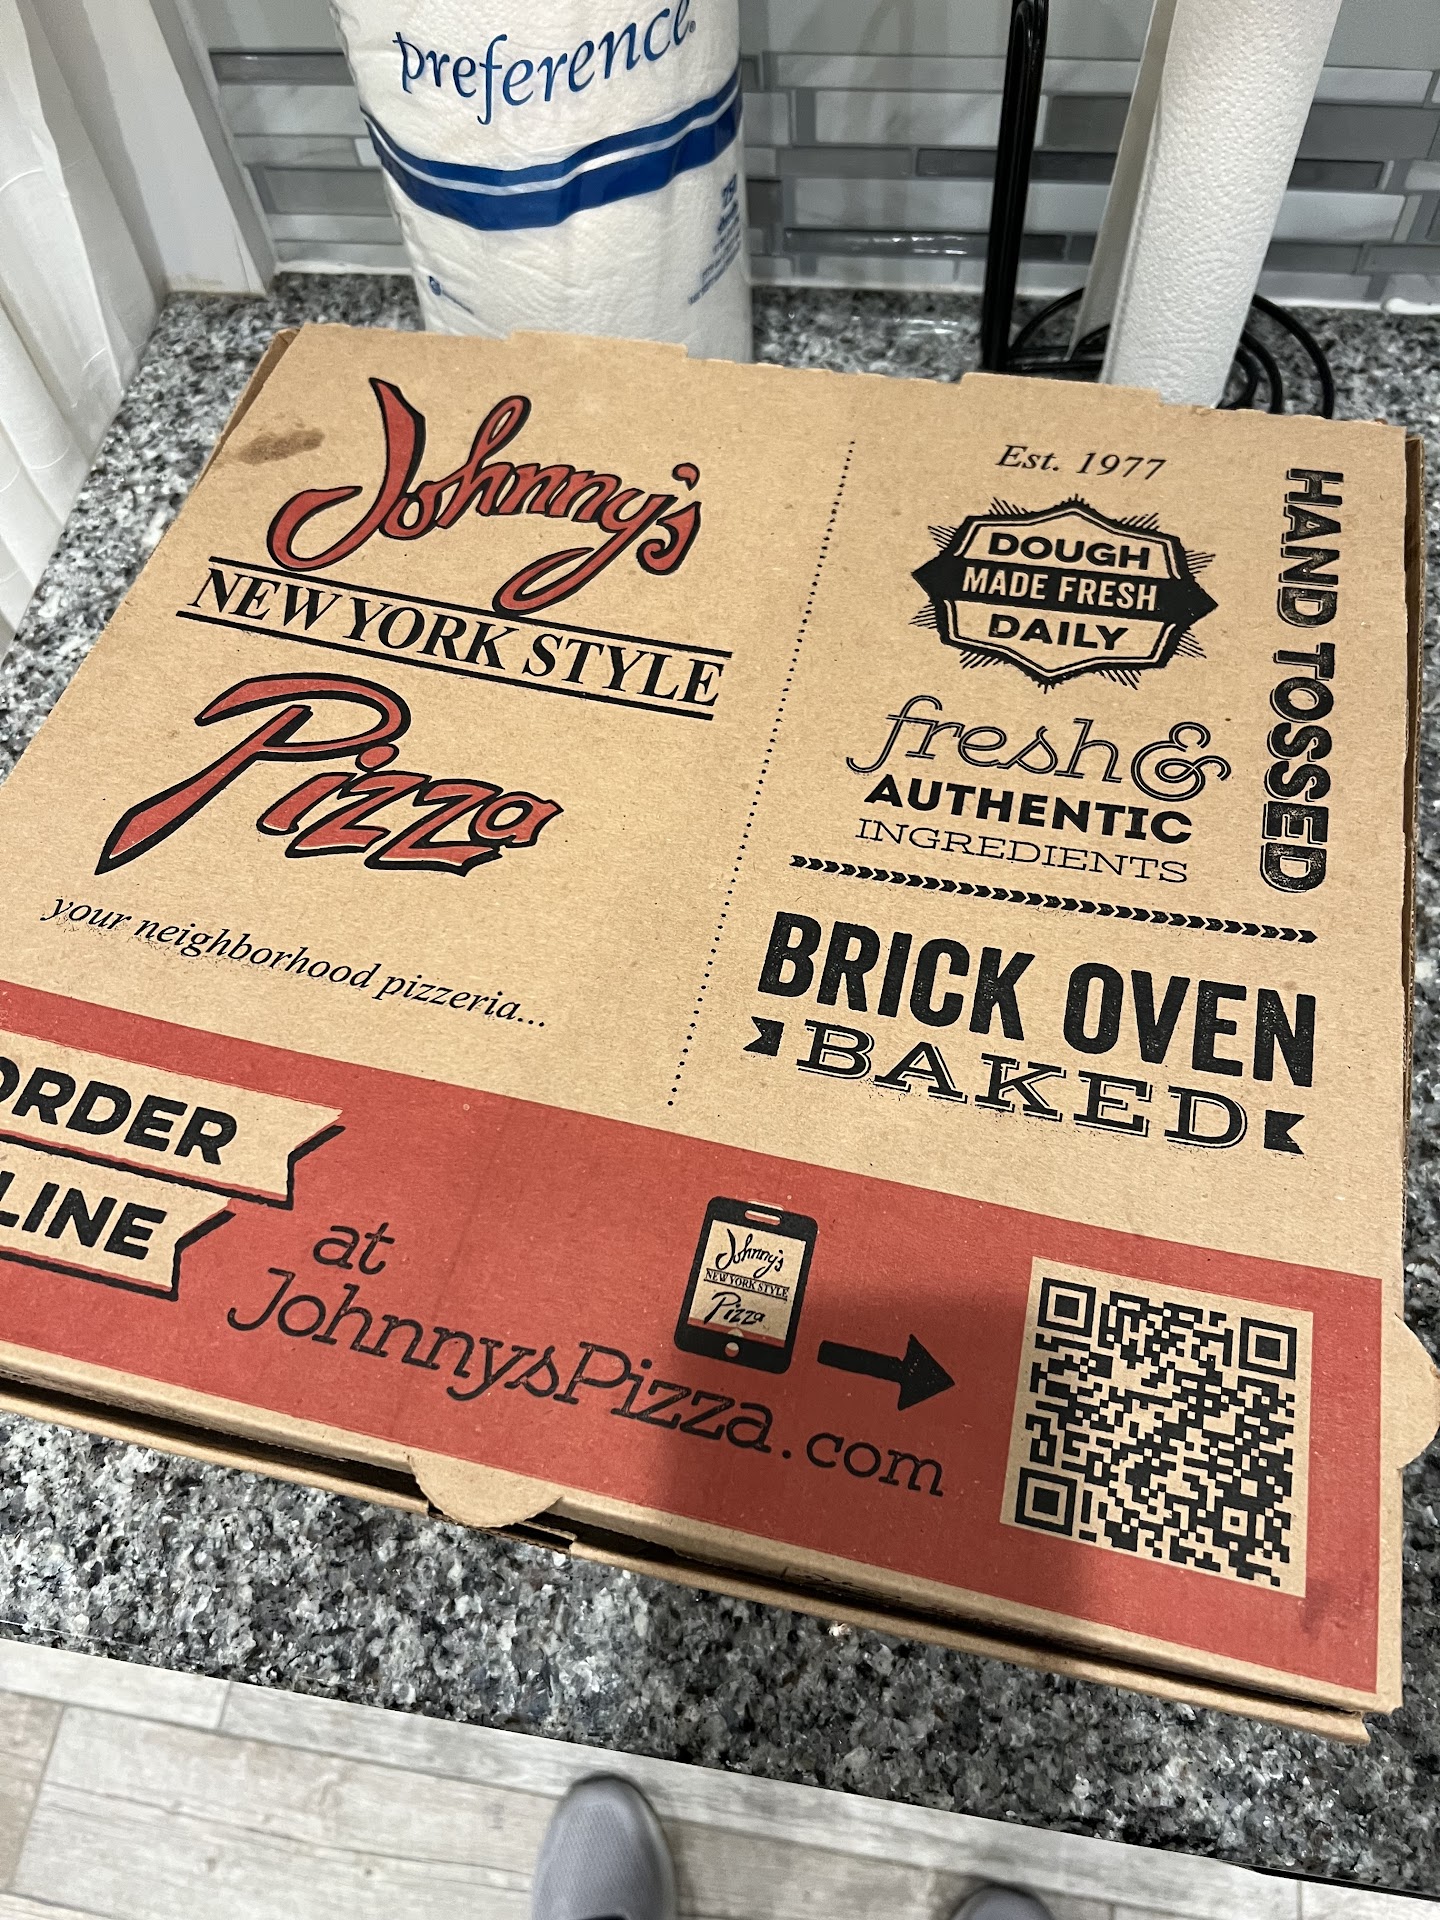 preference
250
Johnny's
NEW YORK STYLE
Pizza
your neighborhood pizzeria...
Est. 1977
DOUGH
MADE FRESH
DAILY
fresh &
AUTHENTIC
INGREDIENTS
HAND TOSSED
BRICK OVEN
BAKED
ORDER
LINE
at
JohnnysPizza.com
Johnny's
NEW YORK STYLE
Pizza